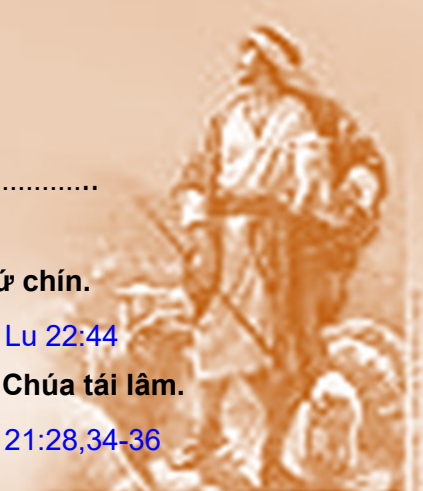 .............
ứ chín.
Lu 22:44
Chúa tái lâm.
21:28,34-36